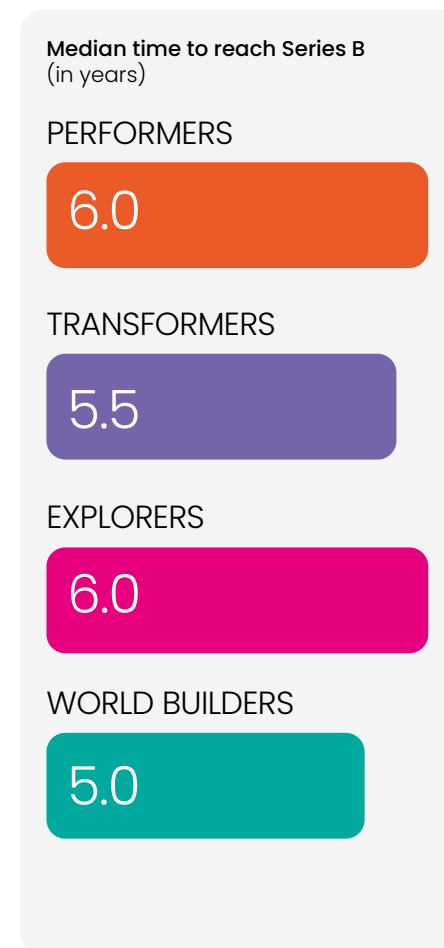 Median time to reach Series B
(in years)
PERFORMERS
6.0
TRANSFORMERS
5.5
EXPLORERS
6.0
WORLD BUILDERS
5.0